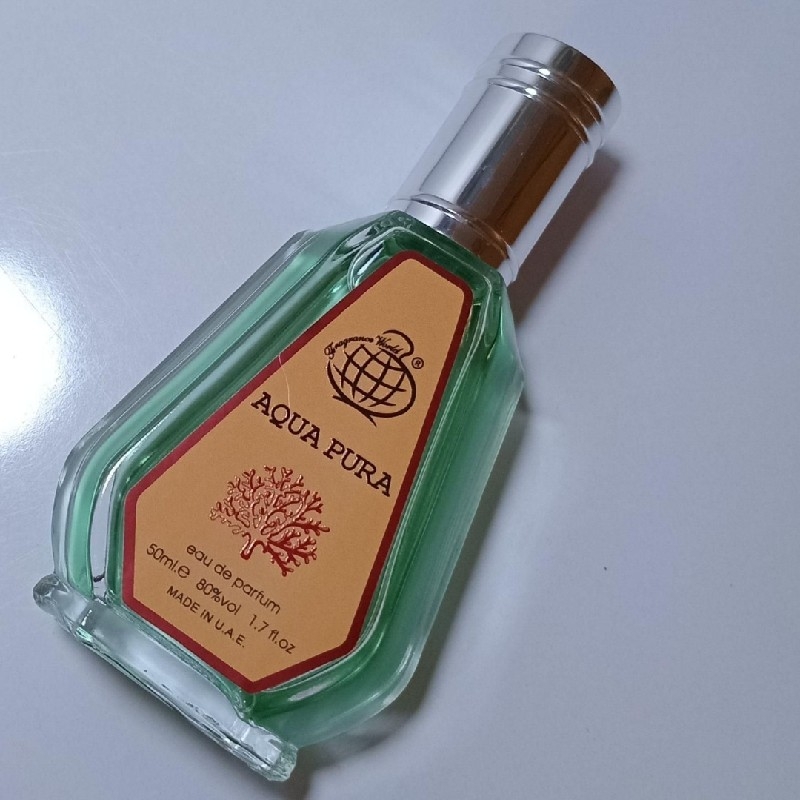 Fragrance World ®
AQUA PURA
eau de parfum
50ml.e 80%vol 1.7 fl.oz
MADE IN U.A.E.